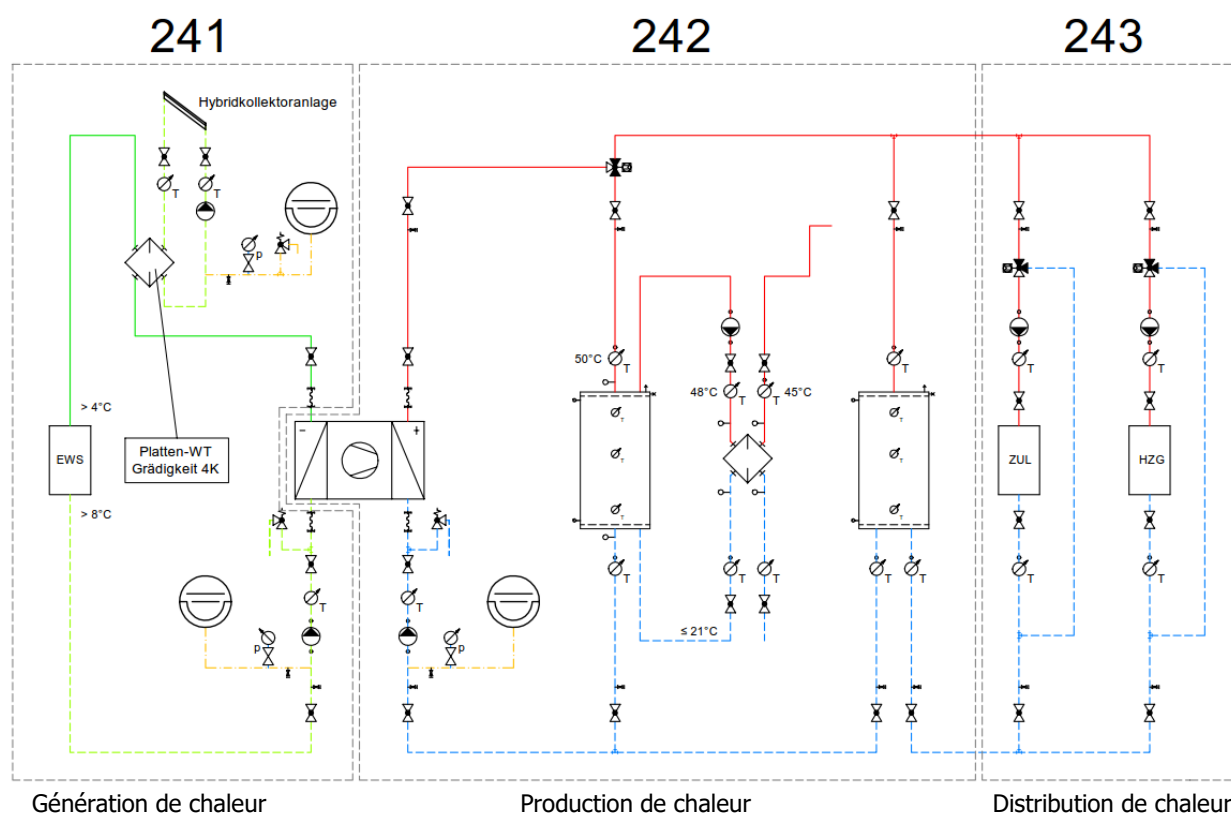 241
242
243
Hybridkollektoranlage
T
T
p
50°C
T
48°C
T
45°C
T
T
T
T
> 4°C
EWS
> 8°C
Platten-WT
Grädigkeit 4K
–
+
T
T
T
T
T
T
ZUL
HZG
T
T
T
T
T
T
T
T
T
T
p
p
≤ 21°C
Génération de chaleur
Production de chaleur
Distribution de chaleur